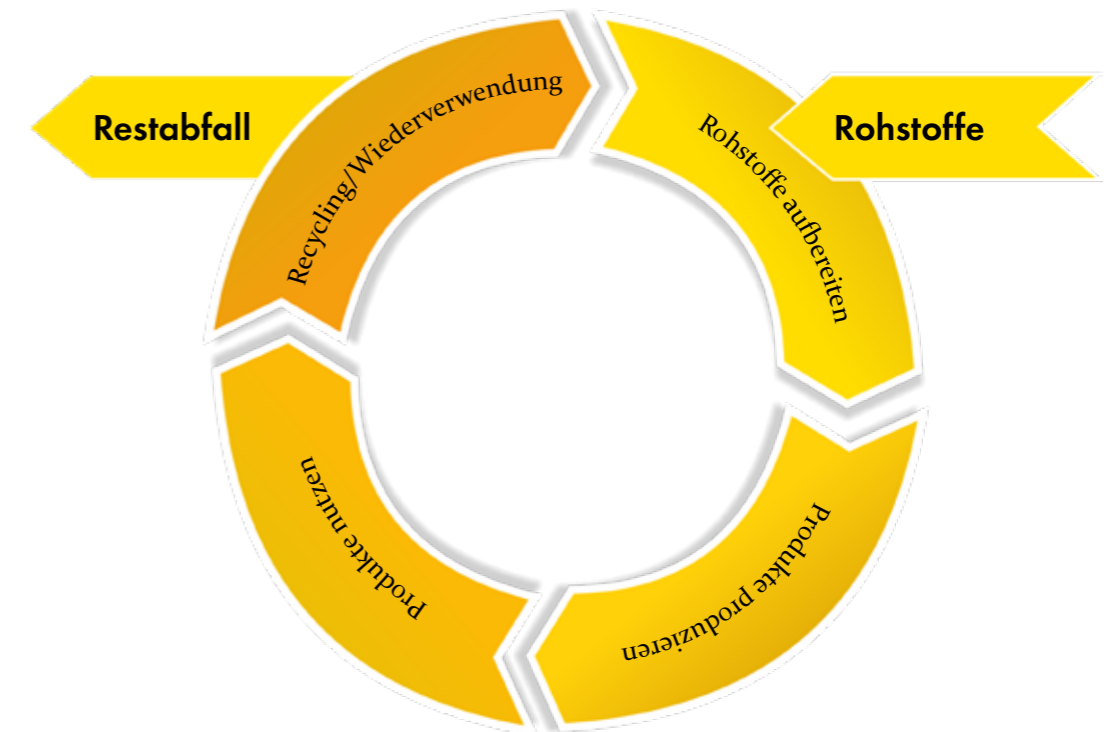 Restabfall
Recycling/Wiederverwendung
Rohstoffe
Rohstoffe aufbereiten
Produkte produzieren
Produkte nutzen